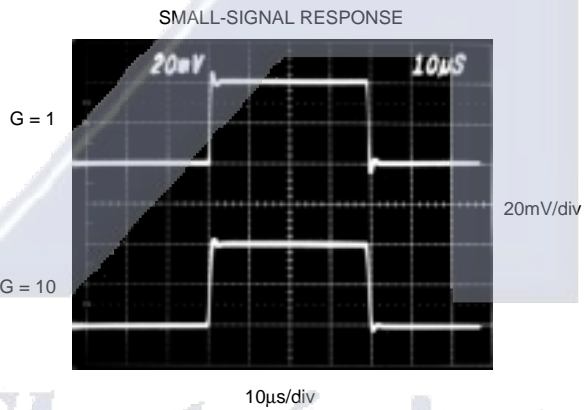 SMALL-SIGNAL RESPONSE
20mV 10µS
G = 1
20mV/div
G = 10
10µs/div